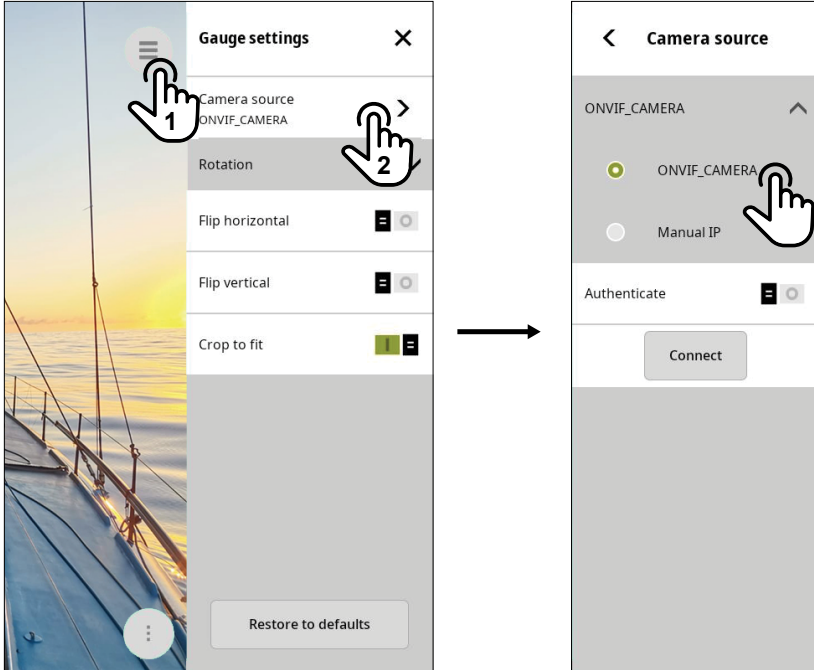 Gauge settings
Camera source
ONVIF_CAMERA
Rotation
Flip horizontal
Flip vertical
Crop to fit
Restore to defaults
1
2
Camera source
ONVIF_CAMERA
ONVIF_CAMERA
Manual IP
Authenticate
Connect